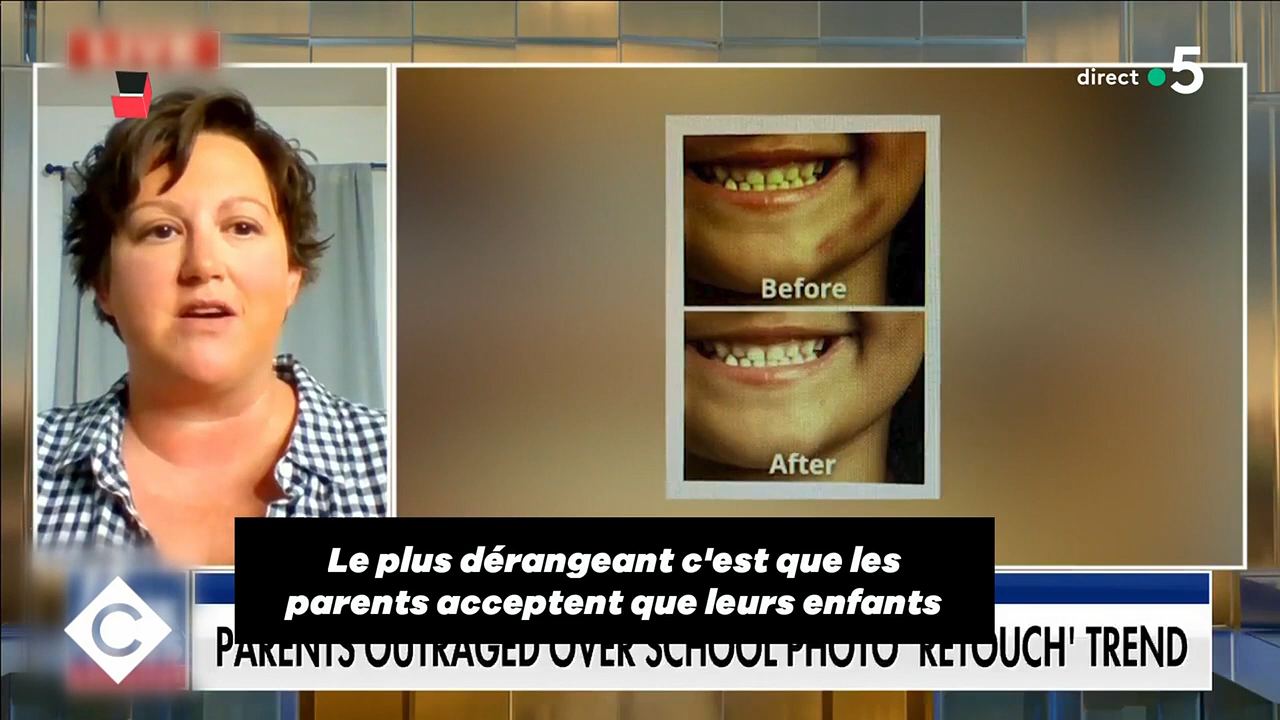 direct 5
Before
After
Le plus dérangeant c'est que les
parents acceptent que leurs enfants
PARENTS OUTRAGED OVER SCHOOL PHOTO 'RETOUCH' TREND
C